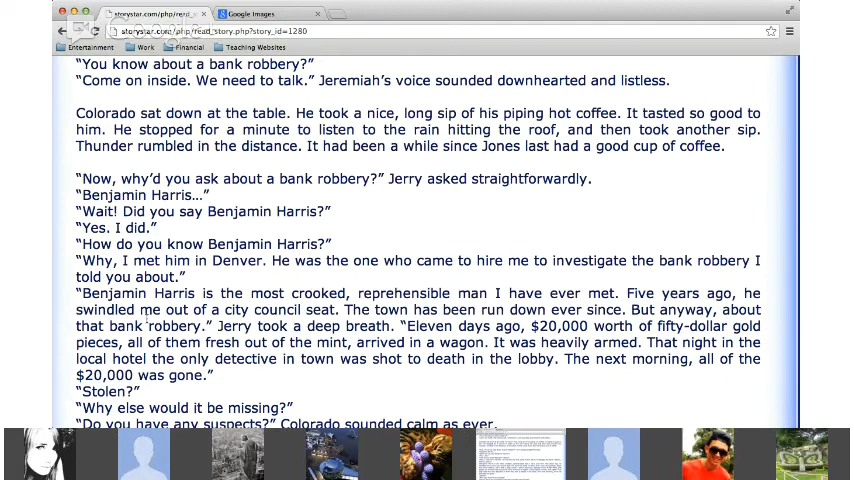 storystar.com/php/read_s
Google Images
storystar.com/php/read_story.php?story_id=1280
Entertainment Work Financial Teaching Websites
“You know about a bank robbery?”
“Come on inside. We need to talk.” Jeremiah’s voice sounded downhearted and listless.
Colorado sat down at the table. He took a nice, long sip of his piping hot coffee. It tasted so good to
him. He stopped for a minute to listen to the rain hitting the roof, and then took another sip.
Thunder rumbled in the distance. It had been a while since Jones last had a good cup of coffee.
“Now, why’d you ask about a bank robbery?” Jerry asked straightforwardly.
“Benjamin Harris…”
“Wait! Did you say Benjamin Harris?”
“Yes. I did.”
“How do you know Benjamin Harris?”
“Why, I met him in Denver. He was the one who came to hire me to investigate the bank robbery I
told you about.”
“Benjamin Harris is the most crooked, reprehensible man I have ever met. Five years ago, he
swindled me out of a city council seat. The town has been run down ever since. But anyway, about
that bank robbery.” Jerry took a deep breath. “Eleven days ago, $20,000 worth of fifty-dollar gold
pieces, all of them fresh out of the mint, arrived in a wagon. It was heavily armed. That night in the
local hotel the only detective in town was shot to death in the lobby. The next morning, all of the
$20,000 was gone.”
“Stolen?”
“Why else would it be missing?”
“Do you have any suspects?” Colorado sounded calm as ever.